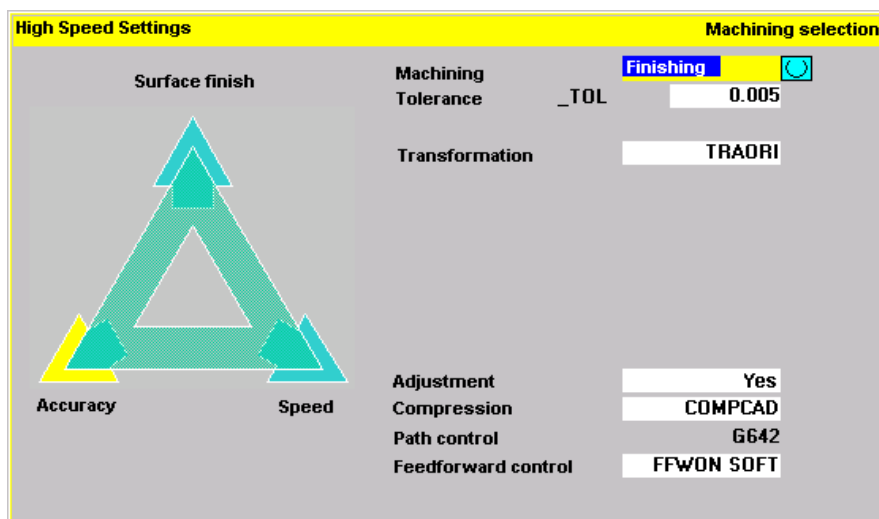 High Speed Settings Machining selection
Surface finish
Machining Finishing
Tolerance _TOL 0.005
Transformation TRAORI
Accuracy Speed
Adjustment Yes
Compression COMPCAD
Path control G642
Feedforward control FFWON SOFT